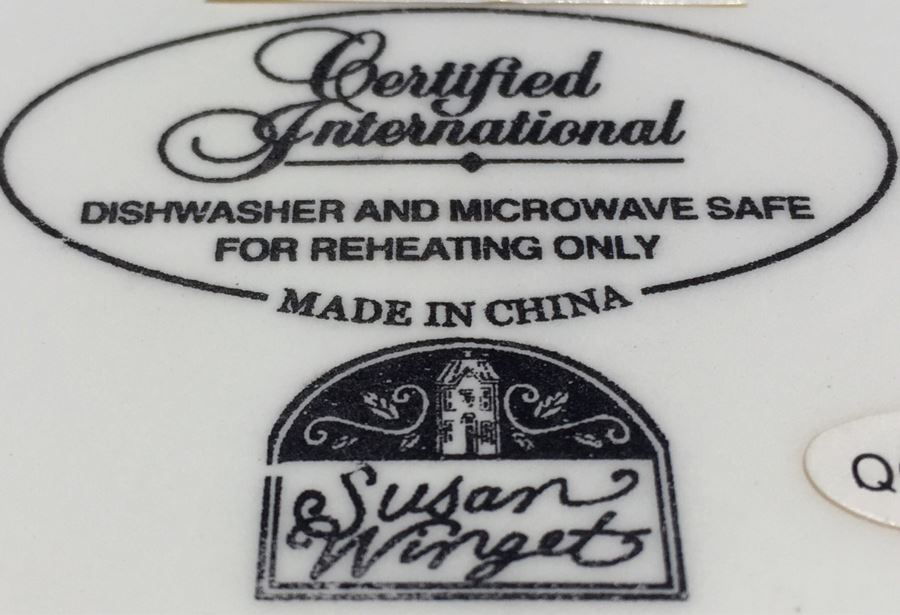 Certified
International
DISHWASHER AND MICROWAVE SAFE
FOR REHEATING ONLY
MADE IN CHINA
Susan
Winget